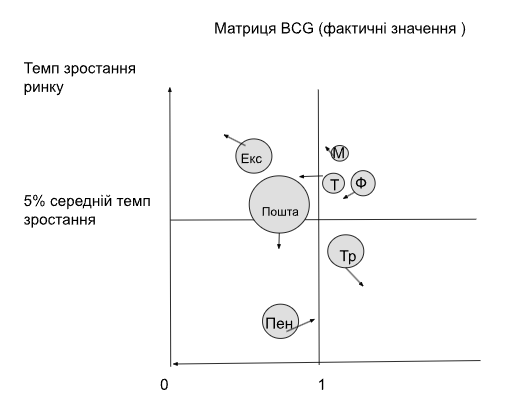 Матриця BCG (фактичні значення )
Темп зростання
ринку
М
Екс
Т
Ф
5% середній темп
зростання
Пошта
Тр
Пен
0
1